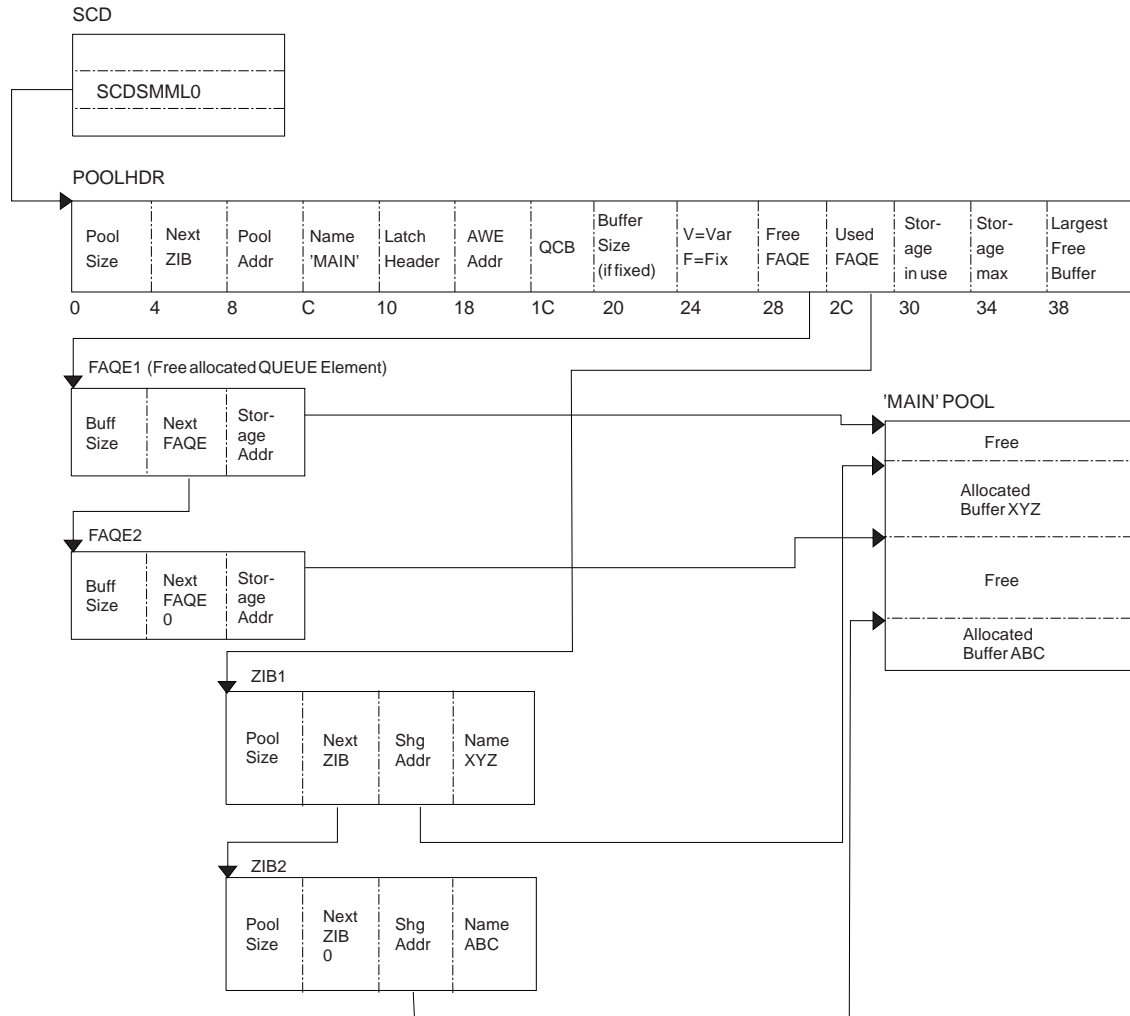 SCD
SCDSMML0
POOLHDR
Pool
Size
Next
ZIB
Pool
Addr
Name
'MAIN'
Latch
Header
AWE
Addr
QCB
Buffer
Size
(if fixed)
V=Var
F=Fix
Free
FAQE
Used
FAQE
Stor-
age
in use
Stor-
age
max
Largest
Free
Buffer
0 4 8 C 10 18 1C 20 24 28 2C 30 34 38
FAQE1 (Free allocated QUEUE Element)
Buff
Size
Next
FAQE
Stor-
age
Addr
'MAIN' POOL
Free
Allocated
Buffer XYZ
Free
Allocated
Buffer ABC
FAQE2
Buff
Size
Next
FAQE
0
Stor-
age
Addr
ZIB1
Pool
Size
Next
ZIB
Shg
Addr
Name
XYZ
ZIB2
Pool
Size
Next
ZIB
0
Shg
Addr
Name
ABC